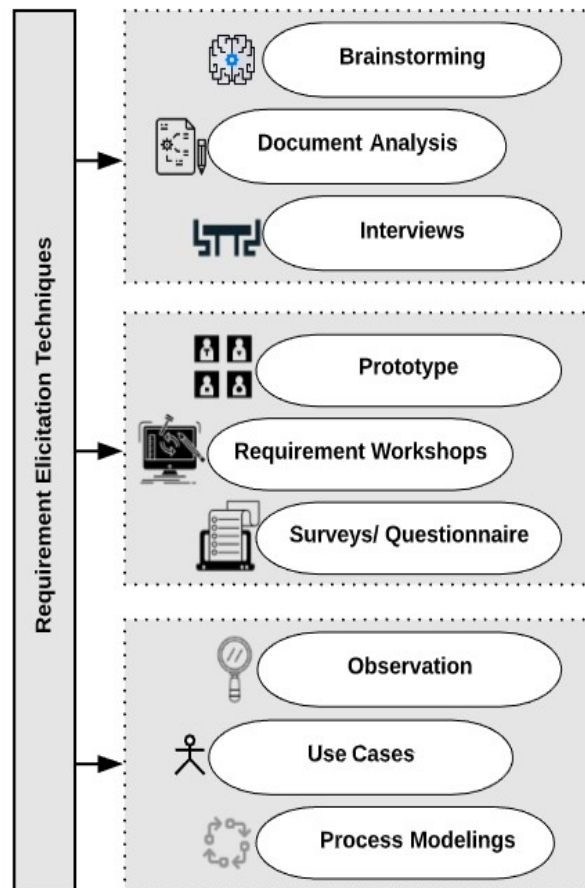 Requirement Elicitation Techniques
Brainstorming
Document Analysis
Interviews
Prototype
Requirement Workshops
Surveys/ Questionnaire
Observation
Use Cases
Process Modelings